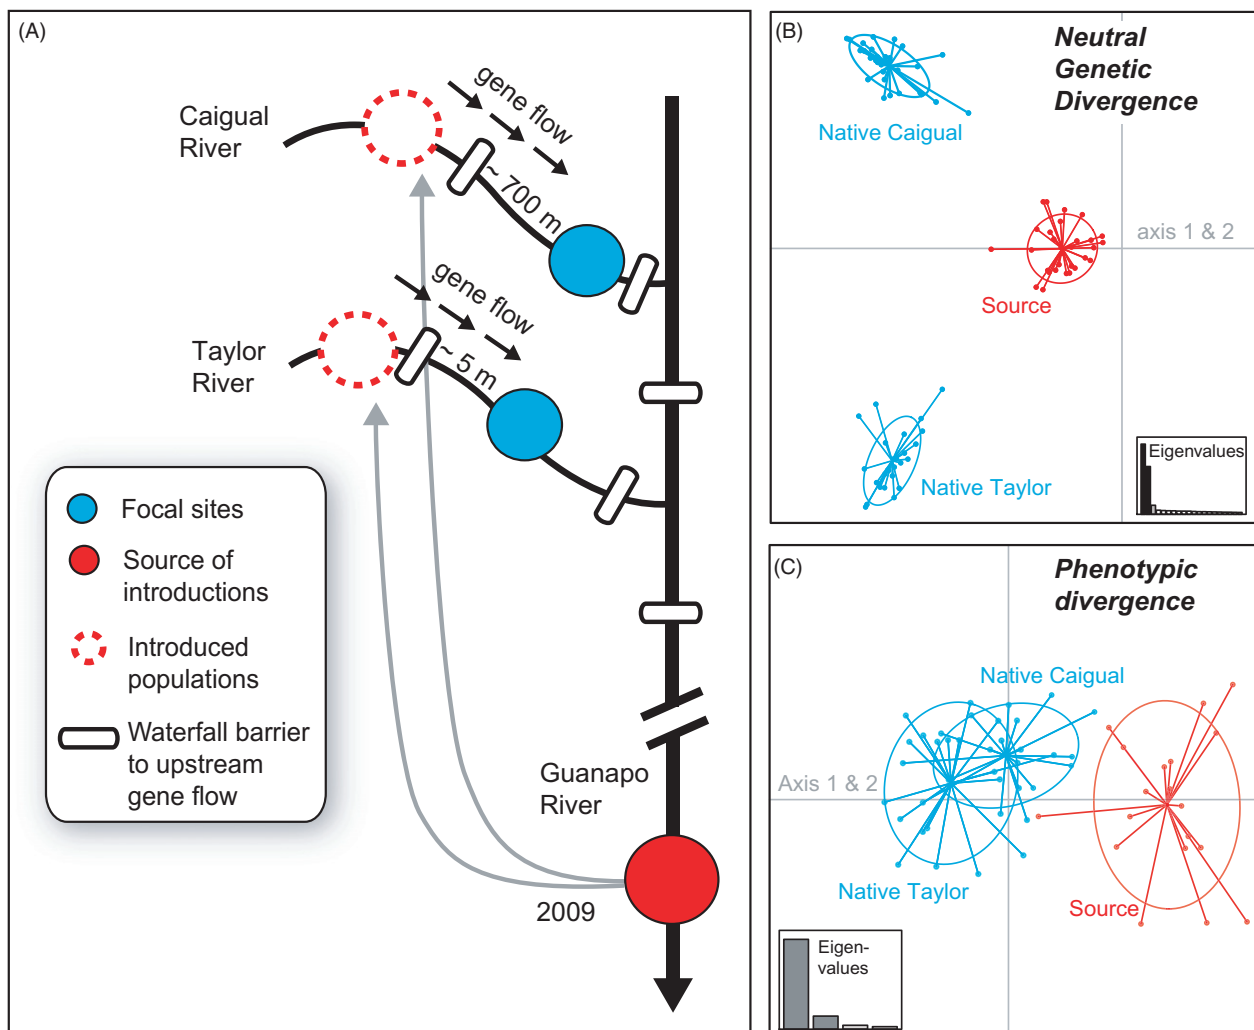 (A)
Caigual
River
gene flow
~ 700 m
Taylor
River
gene flow
~ 5 m
Focal sites
Source of
introductions
Introduced
populations
Waterfall barrier
to upstream
gene flow
Guanapo
River
2009
(B)
Neutral
Genetic
Divergence
Native Caigual
axis 1 & 2
Source
Native Taylor
Eigenvalues
(C)
Phenotypic
divergence
Native Caigual
Axis 1 & 2
Native Taylor
Source
Eigen-
values